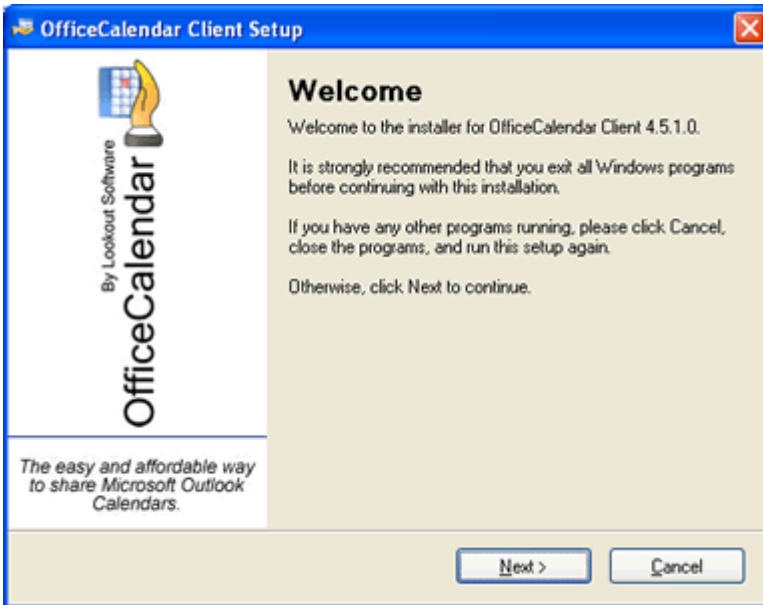 OfficeCalendar Client Setup
By Lookout Software
OfficeCalendar
The easy and affordable way
to share Microsoft Outlook
Calendars.
Welcome
Welcome to the installer for OfficeCalendar Client 4.5.1.0.
It is strongly recommended that you exit all Windows programs
before continuing with this installation.
If you have any other programs running, please click Cancel,
close the programs, and run this setup again.
Otherwise, click Next to continue.
Next >
Cancel